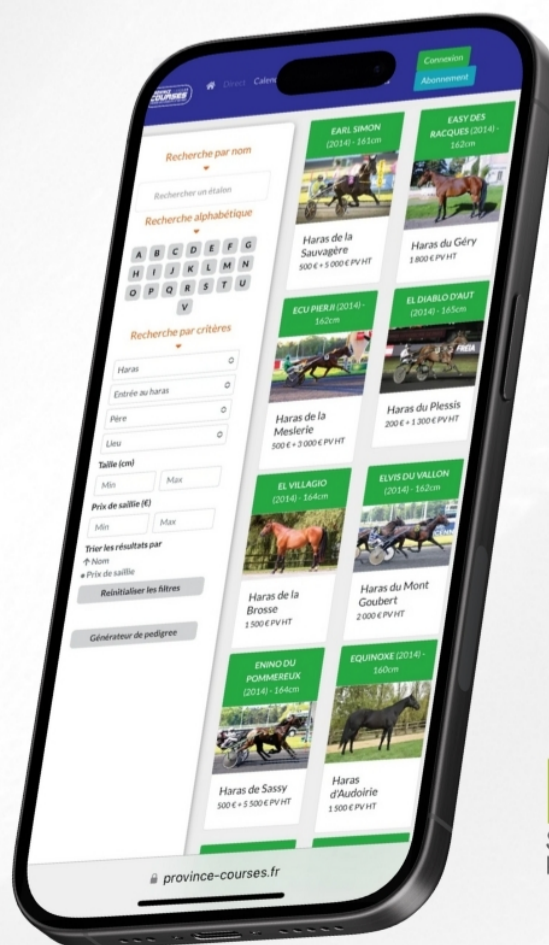 PROVINCE
COURSES
Direct
Connexion
Abonnement
Recherche par nom
Rechercher un étalon
Recherche alphabétique
A B C D E F G
H I J K L M N
O P Q R S T U
V
Recherche par critères
Haras
Entrée au haras
Père
Lieu
Taille (cm)
Min Max
Prix de saillie (€)
Min Max
Trier les résultats par
Nom
Prix de saillie
Reinitialiser les filtres
Générateur de pedigree
EARL SIMON
(2014) - 161cm
Haras de la
Sauvagère
500 € + 5 000 € PV HT
EASY DES
RACQUES (2014) -
162cm
Haras du Géry
1 800 € PV HT
ECU PIERJI (2014) -
162cm
Haras de la
Meslerie
500 € + 3 000 € PV HT
EL DIABLO D'AUT
(2014) - 165cm
FREIA
Haras du Plessis
200 € + 1 300 € PV HT
EL VILLAGIO
(2014) - 164cm
Haras de la
Brosse
1 500 € PV HT
ELVIS DU VALLON
(2014) - 162cm
Haras du Mont
Goubert
2 000 € PV HT
ENINO DU
POMMEREUX
(2014) - 164cm
Haras de Sassy
500 € + 5 500 € PV HT
EQUINOXE (2014) -
160cm
Haras
d'Audoirie
1 500 € PV HT
province-courses.fr